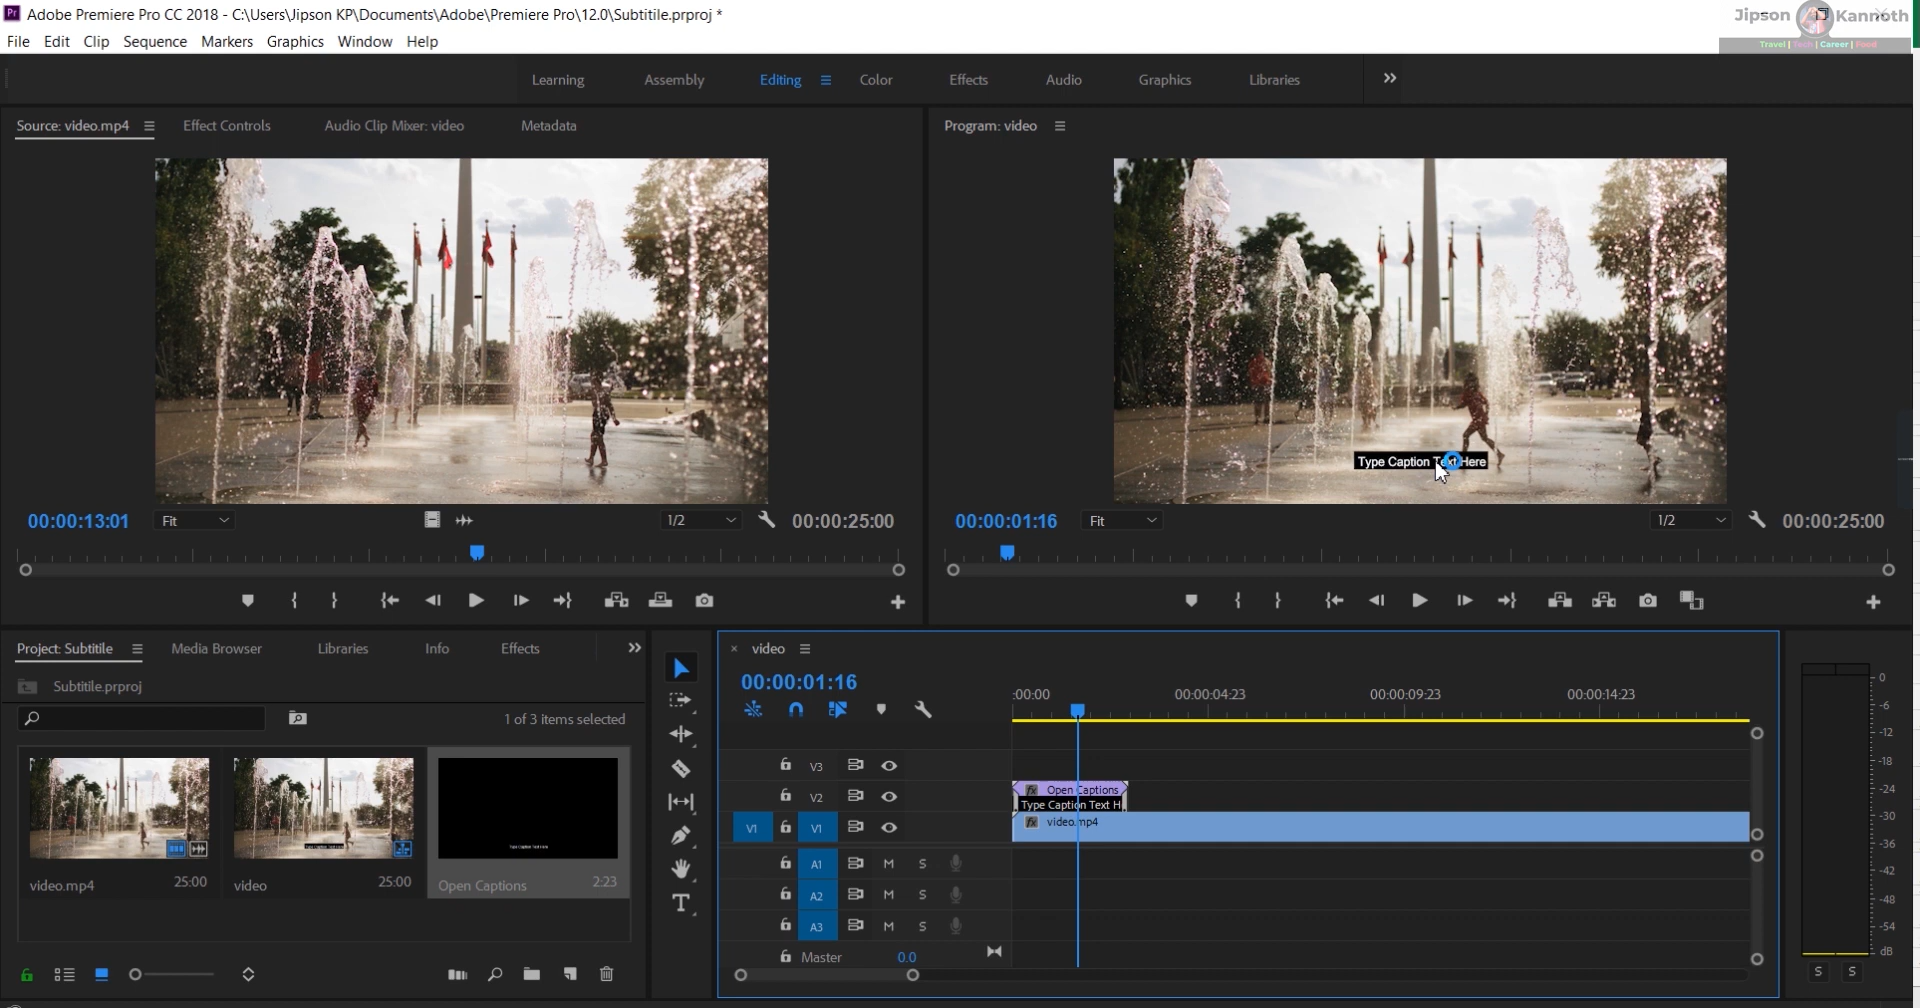 Adobe Premiere Pro CC 2018 - C:\Users\Jipson KP\Documents\Adobe\Premiere Pro\12.0\Subtitile.prproj *
Jipson Kannoth
Travel | Tech | Career | Food
File Edit Clip Sequence Markers Graphics Window Help
Learning Assembly Editing Color Effects Audio Graphics Libraries
Source: video.mp4 Effect Controls Audio Clip Mixer: video Metadata
Program: video
Type Caption Text Here
00:00:13:01 Fit 1/2 00:00:25:00
00:00:01:16 Fit 1/2 00:00:25:00
Project: Subtitile Media Browser Libraries Info Effects
Subtitile.prproj
1 of 3 items selected
video.mp4 25:00
video 25:00
Open Captions 2:23
video
00:00:01:16
:00:00 00:00:04:23 00:00:09:23 00:00:14:23
V3
V2
Open Captions
Type Caption Text H
V1 V1
video.mp4
A1 M S
A2 M S
A3 M S
Master 0.0
0
-6
-12
-18
-24
-30
-36
-42
-48
-54
dB
S S